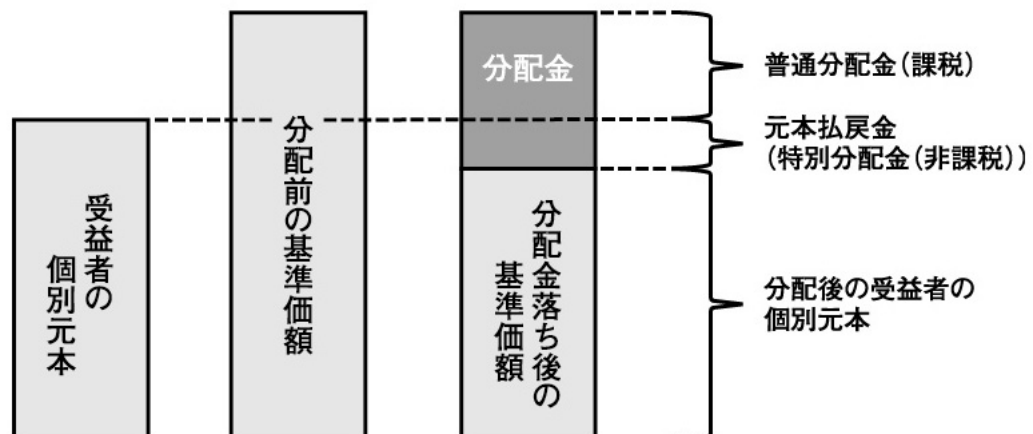 受益者の
個別元本
分配前の基準価額
分配金
分配金落ち後の
基準価額
普通分配金(課税)
元本払戻金
(特別分配金(非課税))
分配後の受益者の
個別元本